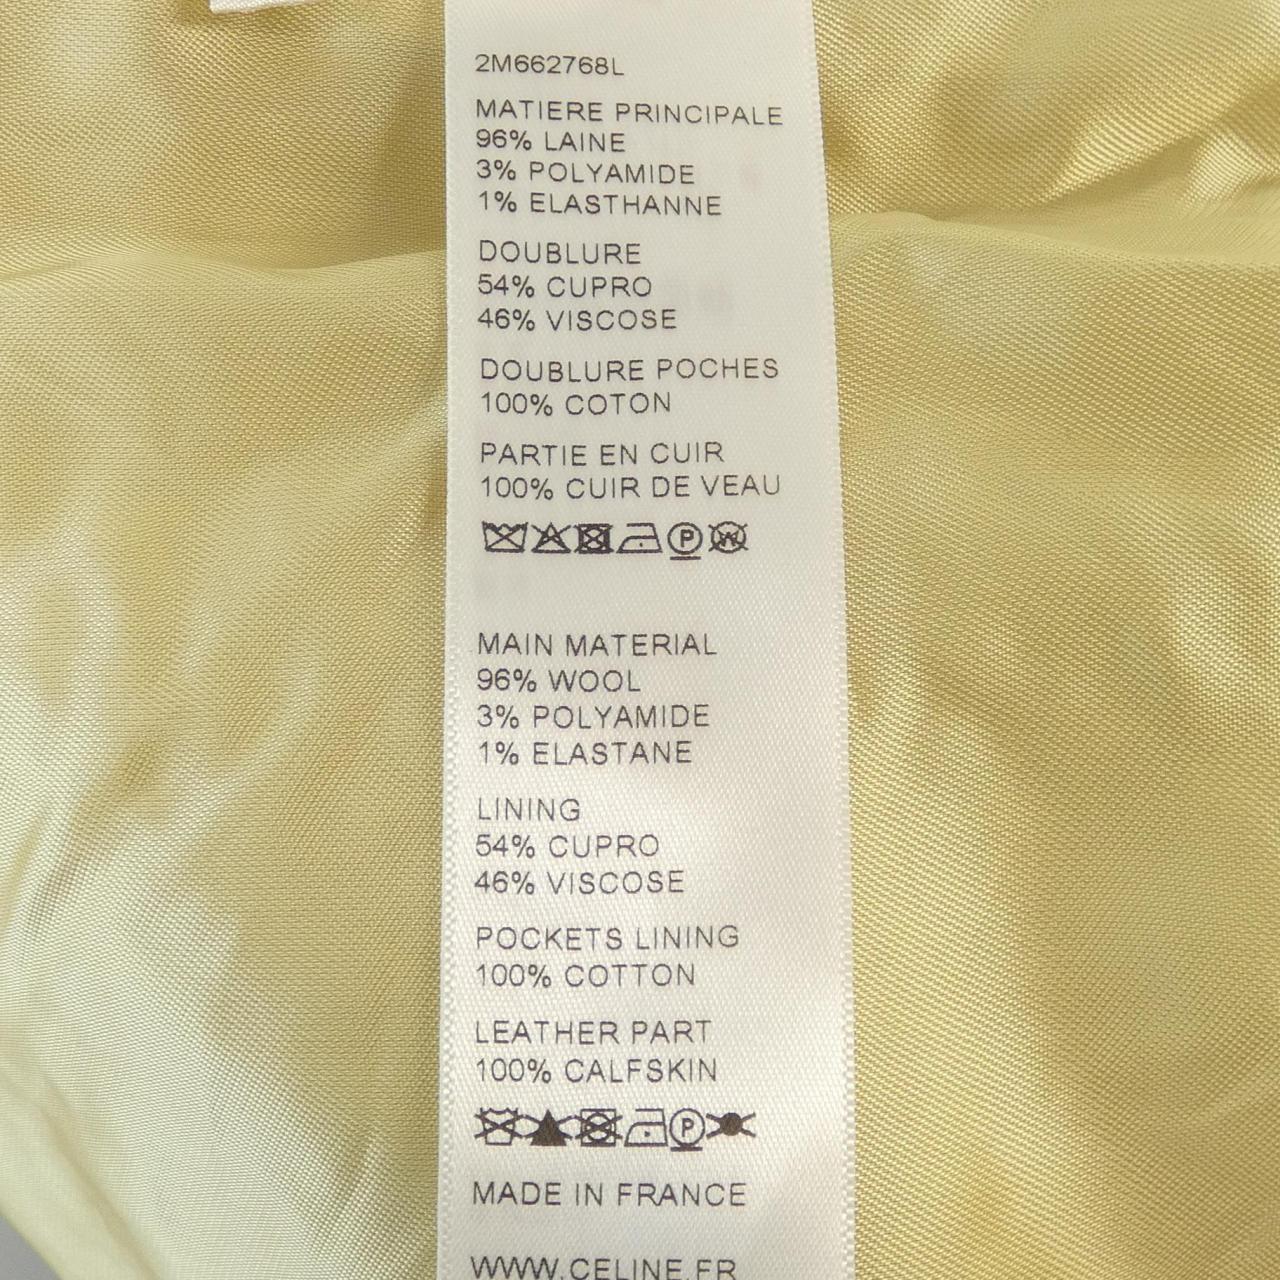 2M662768L
MATIERE PRINCIPALE
96% LAINE
3% POLYAMIDE
1% ELASTHANNE
DOUBLURE
54% CUPRO
46% VISCOSE
DOUBLURE POCHES
100% COTON
PARTIE EN CUIR
100% CUIR DE VEAU
P W
MAIN MATERIAL
96% WOOL
3% POLYAMIDE
1% ELASTANE
LINING
54% CUPRO
46% VISCOSE
POCKETS LINING
100% COTTON
LEATHER PART
100% CALFSKIN
P
MADE IN FRANCE
WWW.CELINE.FR